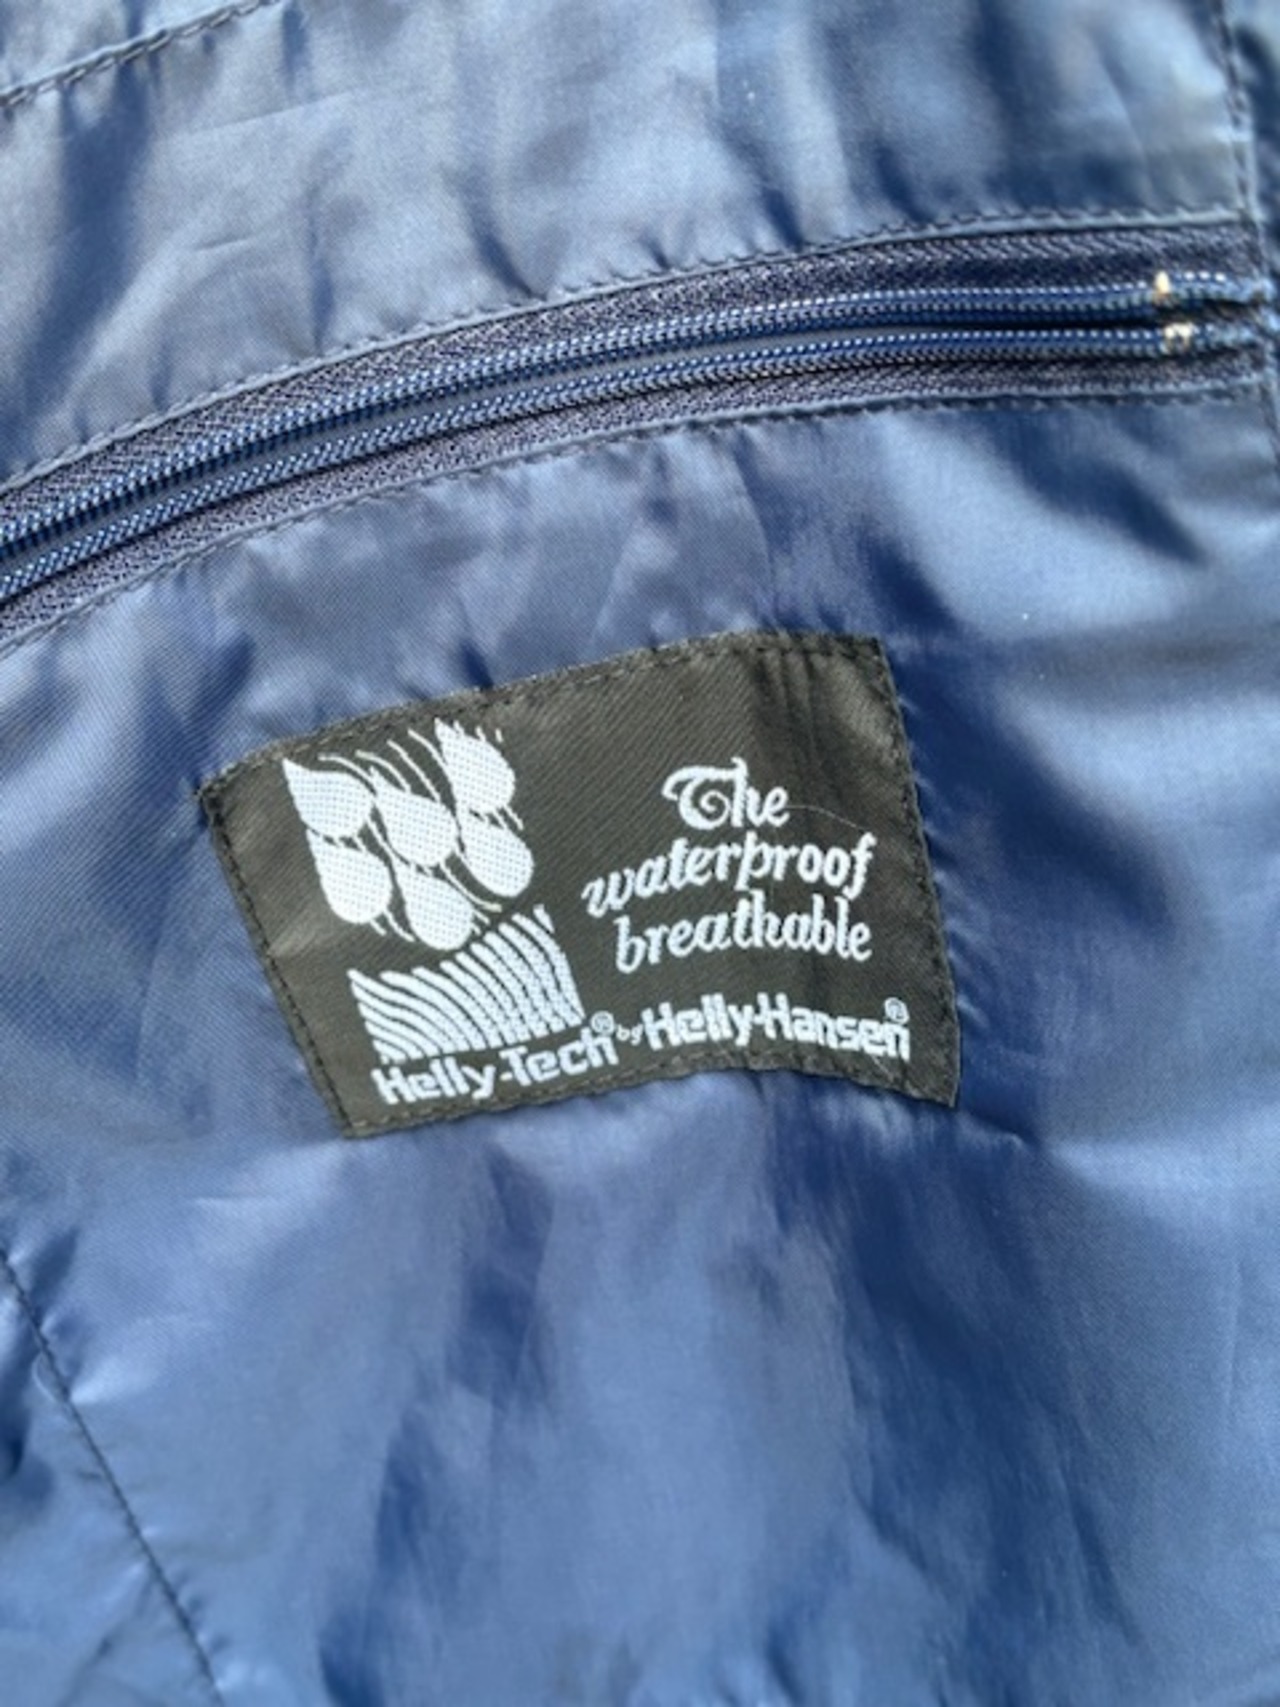 The
waterproof
breathable
Helly-Tech® by Helly-Hansen®